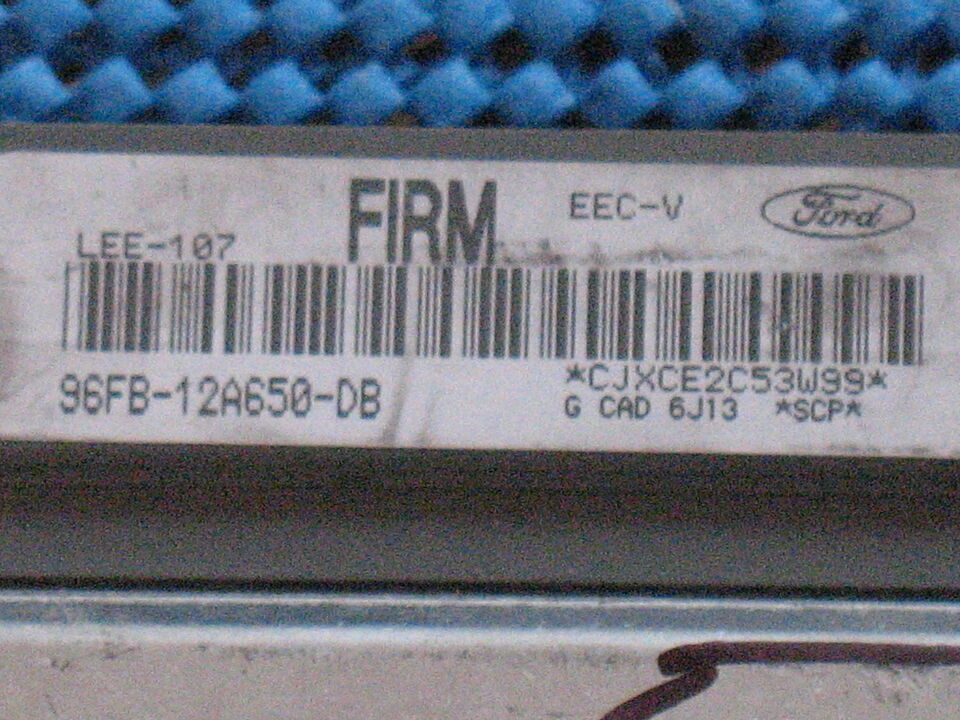 FIRM EEC-V Ford
LEE-107
96FB-12A650-DB *CJXCE2C53W99*
G CAD 6J13 *SCP*